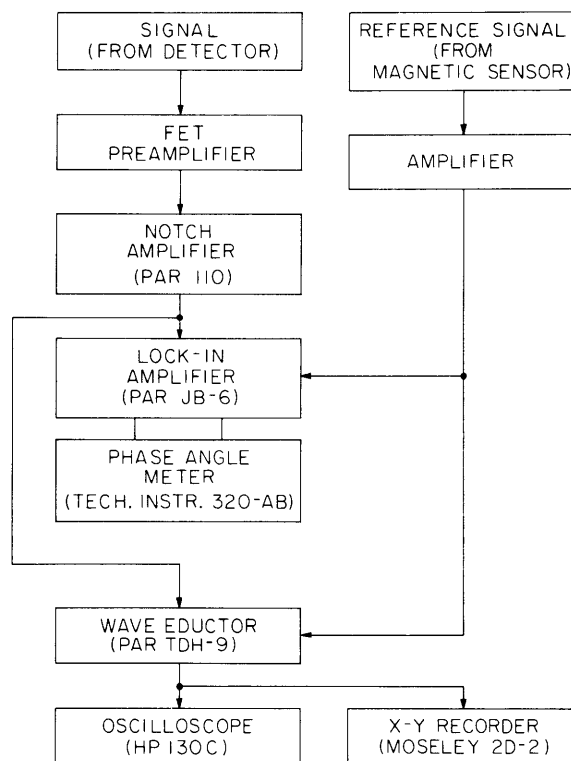 SIGNAL
(FROM DETECTOR)
REFERENCE SIGNAL
(FROM
MAGNETIC SENSOR)
FET
PREAMPLIFIER
AMPLIFIER
NOTCH
AMPLIFIER
(PAR 110)
LOCK-IN
AMPLIFIER
(PAR JB-6)
PHASE ANGLE
METER
(TECH. INSTR. 320-AB)
WAVE EDUCTOR
(PAR TDH-9)
OSCILLOSCOPE
(HP 130C)
X-Y RECORDER
(MOSELEY 2D-2)